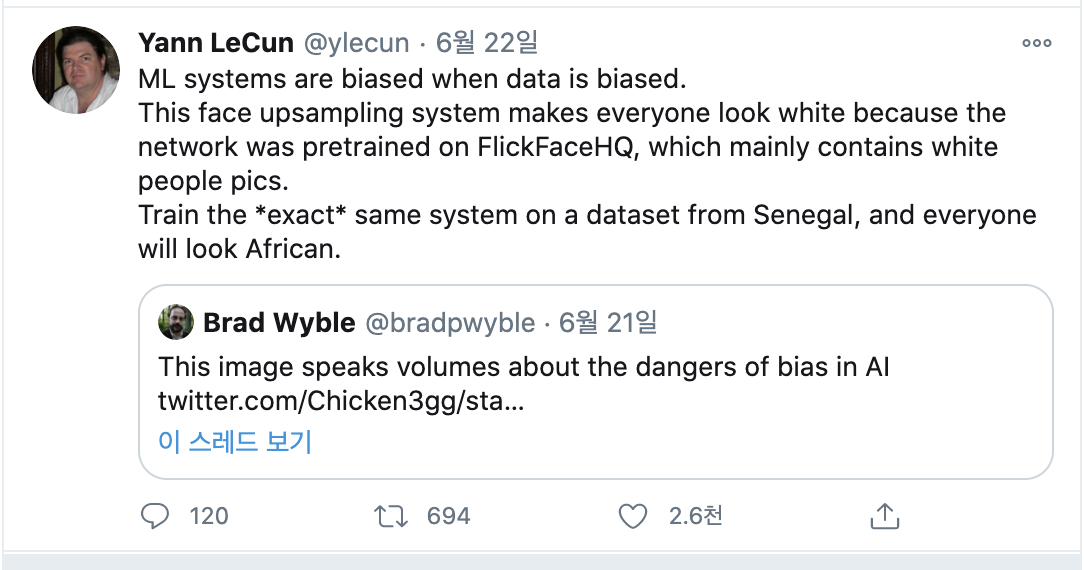 Yann LeCun @ylecun · 6월 22일
ML systems are biased when data is biased.
This face upsampling system makes everyone look white because the
network was pretrained on FlickFaceHQ, which mainly contains white
people pics.
Train the *exact* same system on a dataset from Senegal, and everyone
will look African.
Brad Wyble @bradpwyble · 6월 21일
This image speaks volumes about the dangers of bias in AI
twitter.com/Chicken3gg/sta...
이 스레드 보기
120 694 2.6천